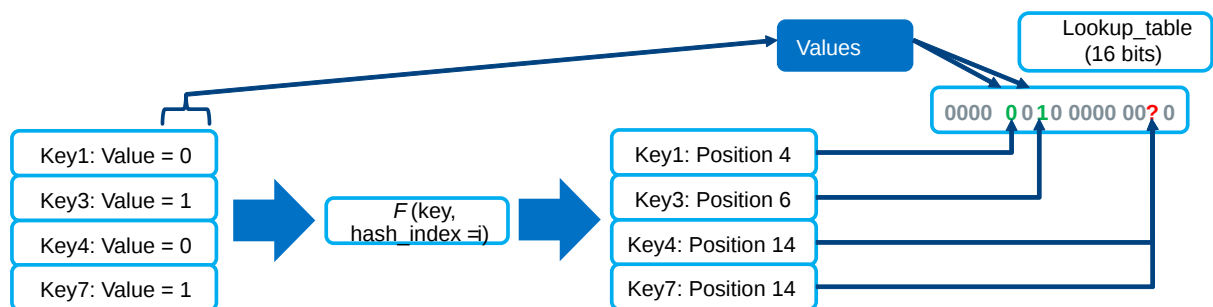 Values
Lookup_table
(16 bits)
0000 0 0 1 0 0000 00? 0
Key1: Value = 0
Key3: Value = 1
Key4: Value = 0
Key7: Value = 1
F (key,
hash_index =i)
Key1: Position 4
Key3: Position 6
Key4: Position 14
Key7: Position 14